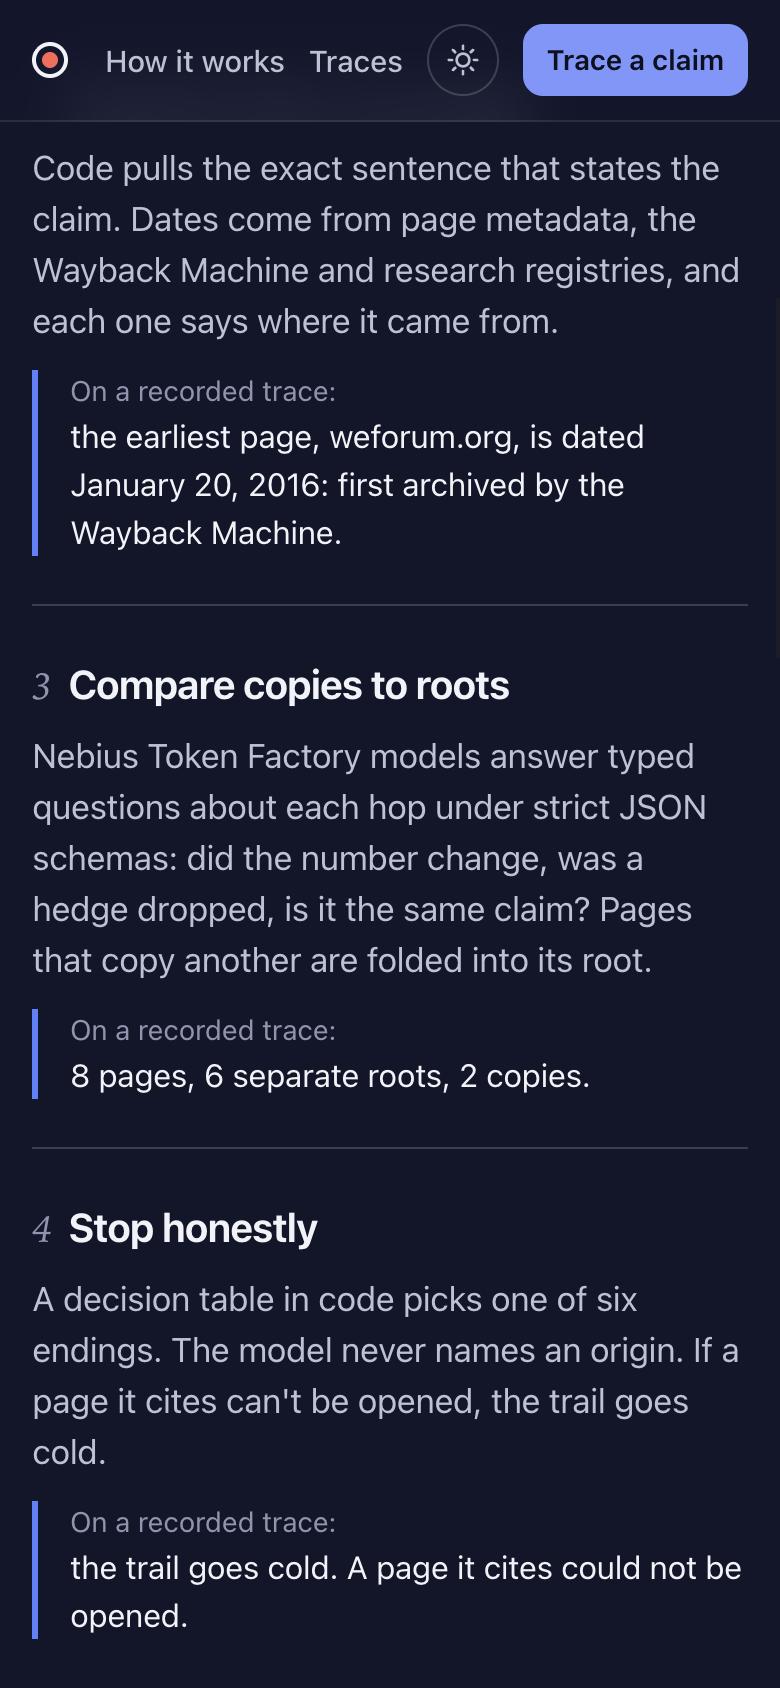 How it works Traces Trace a claim
Code pulls the exact sentence that states the
claim. Dates come from page metadata, the
Wayback Machine and research registries, and
each one says where it came from.
On a recorded trace:
the earliest page, weforum.org, is dated
January 20, 2016: first archived by the
Wayback Machine.
3 Compare copies to roots
Nebius Token Factory models answer typed
questions about each hop under strict JSON
schemas: did the number change, was a
hedge dropped, is it the same claim? Pages
that copy another are folded into its root.
On a recorded trace:
8 pages, 6 separate roots, 2 copies.
4 Stop honestly
A decision table in code picks one of six
endings. The model never names an origin. If a
page it cites can't be opened, the trail goes
cold.
On a recorded trace:
the trail goes cold. A page it cites could not be
opened.